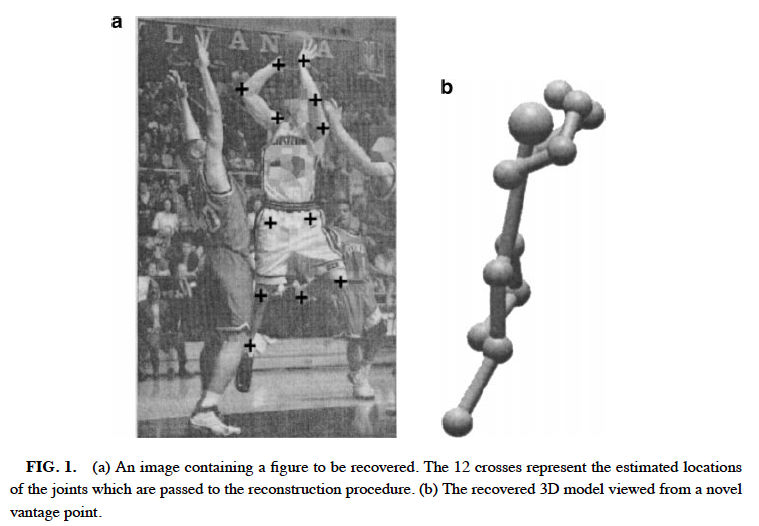 a
L V A N A
b
FIG. 1. (a) An image containing a figure to be recovered. The 12 crosses represent the estimated locations
of the joints which are passed to the reconstruction procedure. (b) The recovered 3D model viewed from a novel
vantage point.